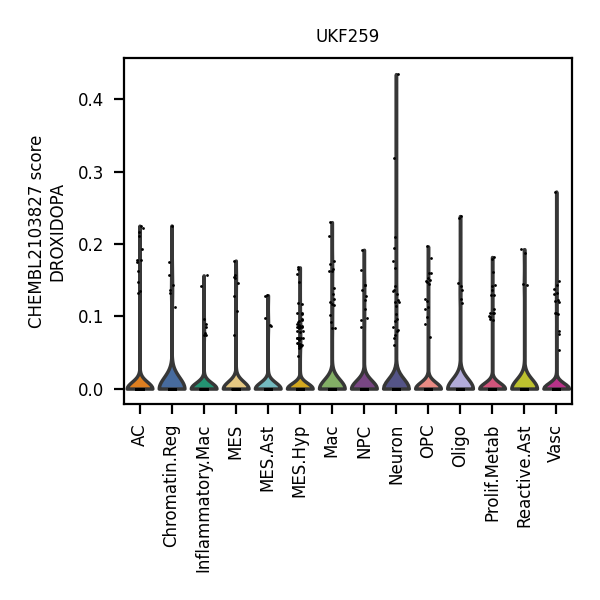 UKF259
CHEMBL2103827 score
DROXIDOPA
0.4
0.3
0.2
0.1
0.0
AC
Chromatin.Reg
Inflammatory.Mac
MES
MES.Ast
MES.Hyp
Mac
NPC
Neuron
OPC
Oligo
Prolif.Metab
Reactive.Ast
Vasc